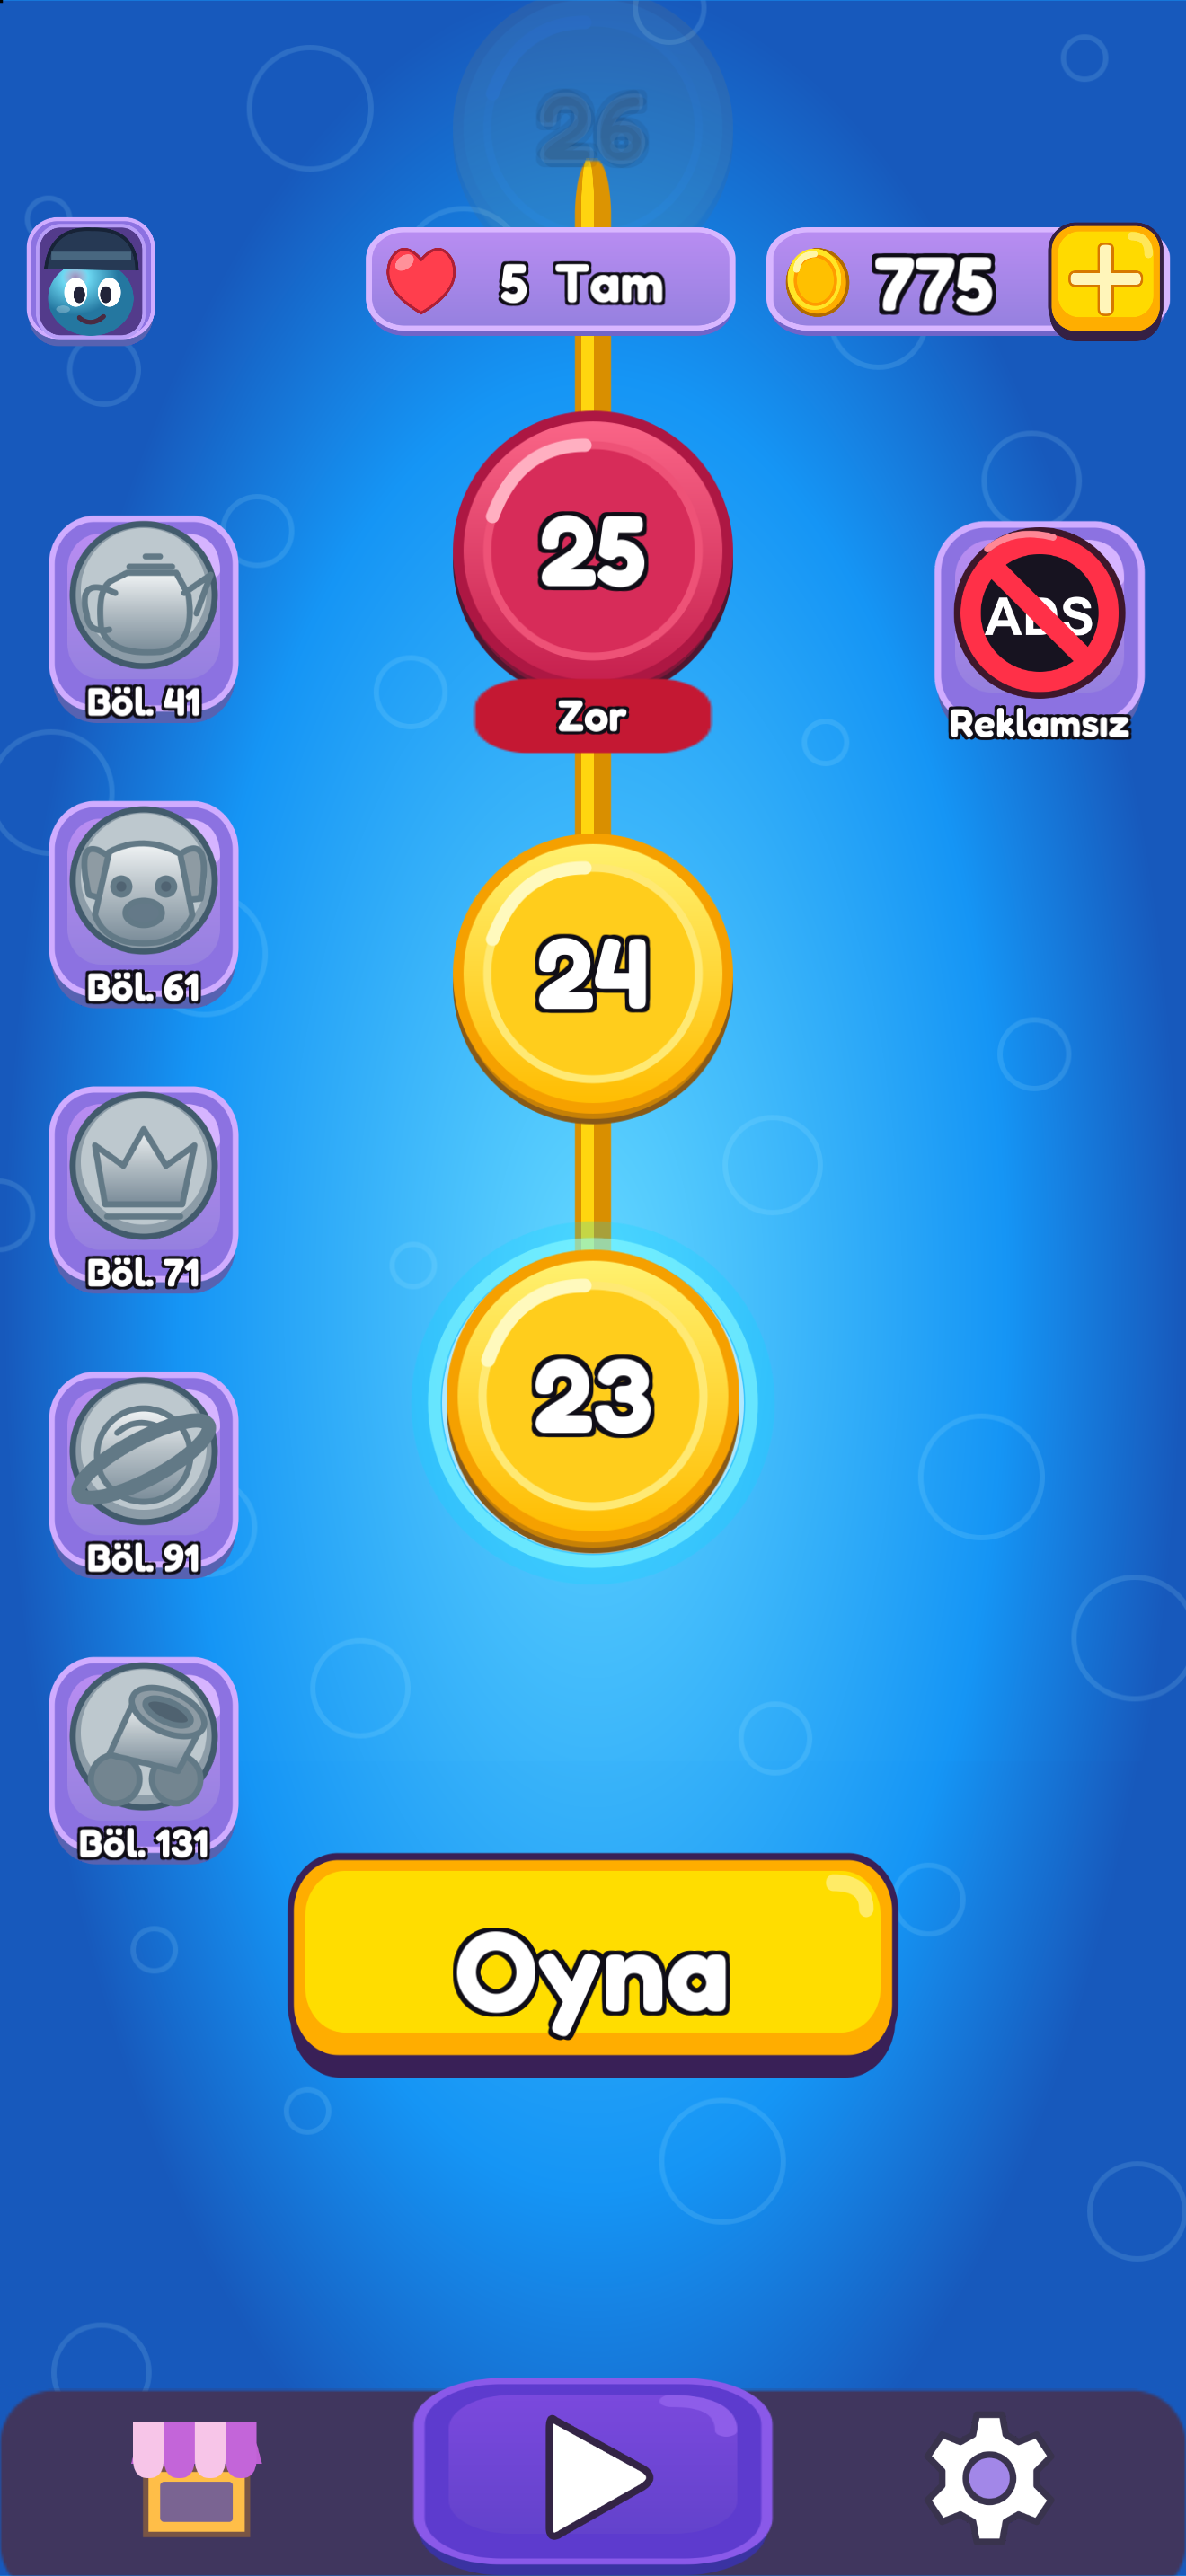 26
5 Tam
775
25
Zor
24
23
Böl. 41
Böl. 61
Böl. 71
Böl. 91
Böl. 131
ADS
Reklamsız
Oyna